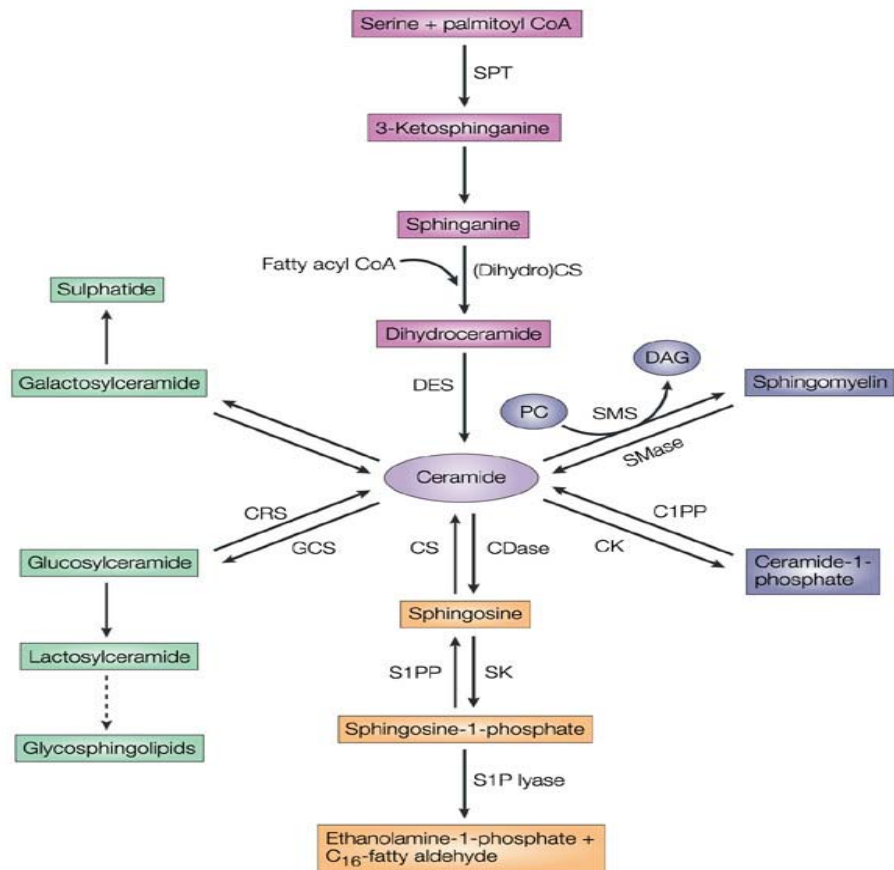 Serine + palmitoyl CoA
SPT
3-Ketosphinganine
Sphinganine
Fatty acyl CoA
(Dihydro)CS
Sulphatide
Dihydroceramide
DAG
Galactosylceramide
DES
PC
SMS
Sphingomyelin
SMase
Ceramide
CRS
C1PP
GCS
CS
CDase
CK
Glucosylceramide
Ceramide-1-
phosphate
Sphingosine
Lactosylceramide
S1PP
SK
Glycosphingolipids
Sphingosine-1-phosphate
S1P lyase
Ethanolamine-1-phosphate +
C₁₆-fatty aldehyde